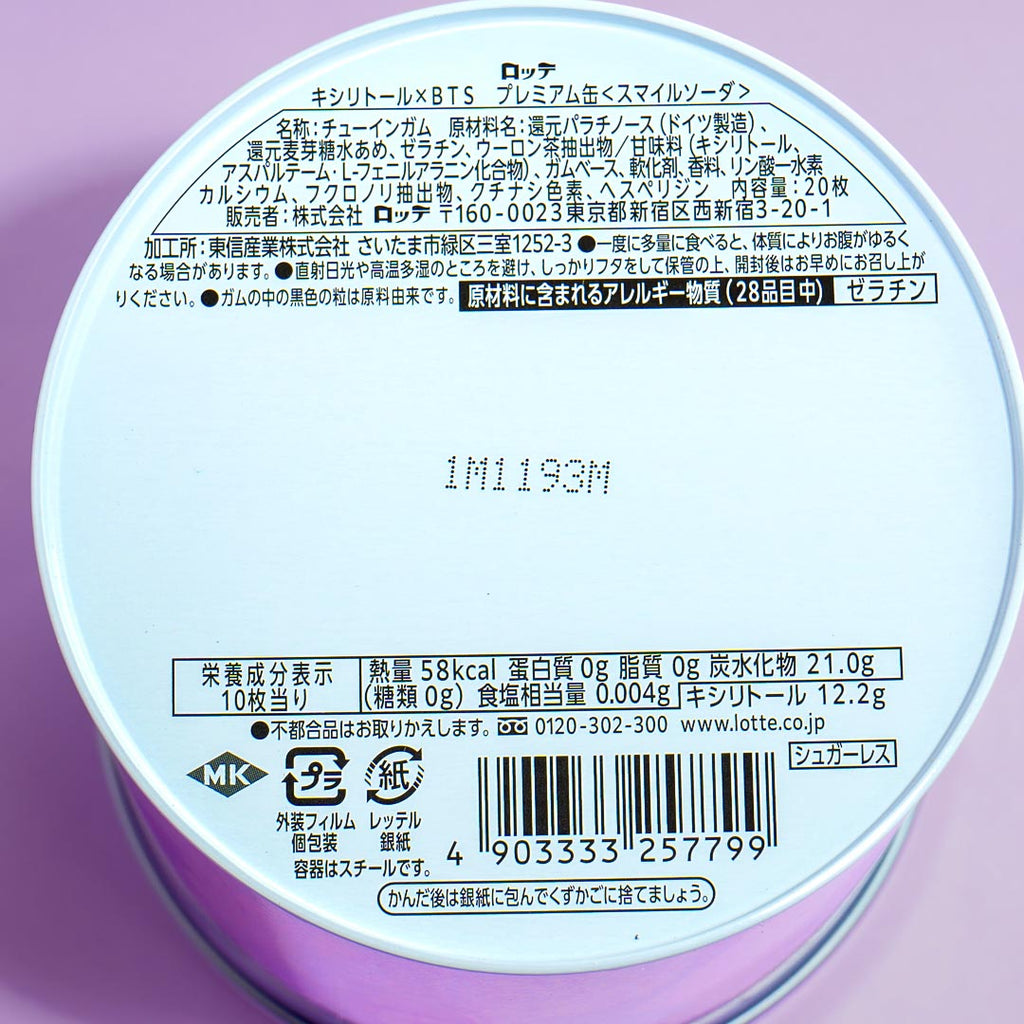 ロッテ
キシリトール×BTS プレミアム缶<スマイルソーダ>
名称:チューインガム 原材料名:還元パラチノース(ドイツ製造)、
還元麦芽糖水あめ、ゼラチン、ウーロン茶抽出物/甘味料(キシリトール、
アスパルテーム・L-フェニルアラニン化合物)、ガムベース、軟化剤、香料、リン酸一水素
カルシウム、フクロノリ抽出物、クチナシ色素、ヘスペリジン 内容量:20枚
販売者:株式会社 ロッテ 〒160-0023東京都新宿区西新宿3-20-1
加工所:東信産業株式会社 さいたま市緑区三室1252-3 ●一度に多量に食べると、体質によりお腹がゆるく
なる場合があります。●直射日光や高温多湿のところを避け、しっかりフタをして保管の上、開封後はお早めにお召し上が
りください。●ガムの中の黒色の粒は原料由来です。 原材料に含まれるアレルギー物質(28品目中) ゼラチン
1M1193M
栄養成分表示 熱量 58kcal 蛋白質 0g 脂質 0g 炭水化物 21.0g
10枚当り (糖類 0g) 食塩相当量 0.004g キシリトール 12.2g
●不都合品はお取りかえします。 0120-302-300 www.lotte.co.jp
シュガーレス
MK プラ 紙
外装フィルム レッテル
個包装 銀紙
容器はスチールです。
4 903333 257799
かんだ後は銀紙に包んでくずかごに捨てましょう。